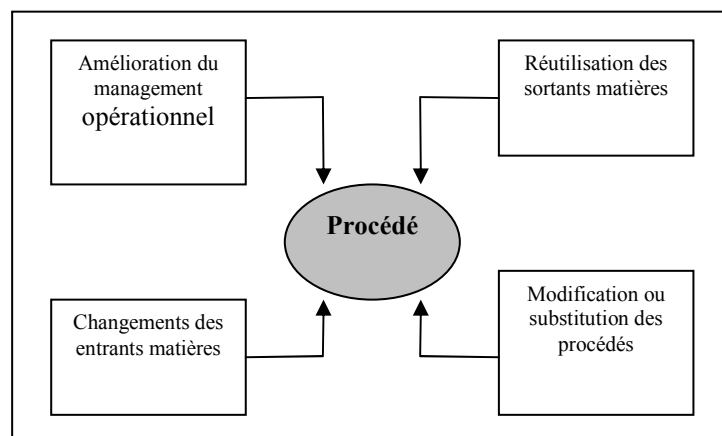 Amélioration du
management
opérationnel
Réutilisation des
sortants matières
Procédé
Changements des
entrants matières
Modification ou
substitution des
procédés